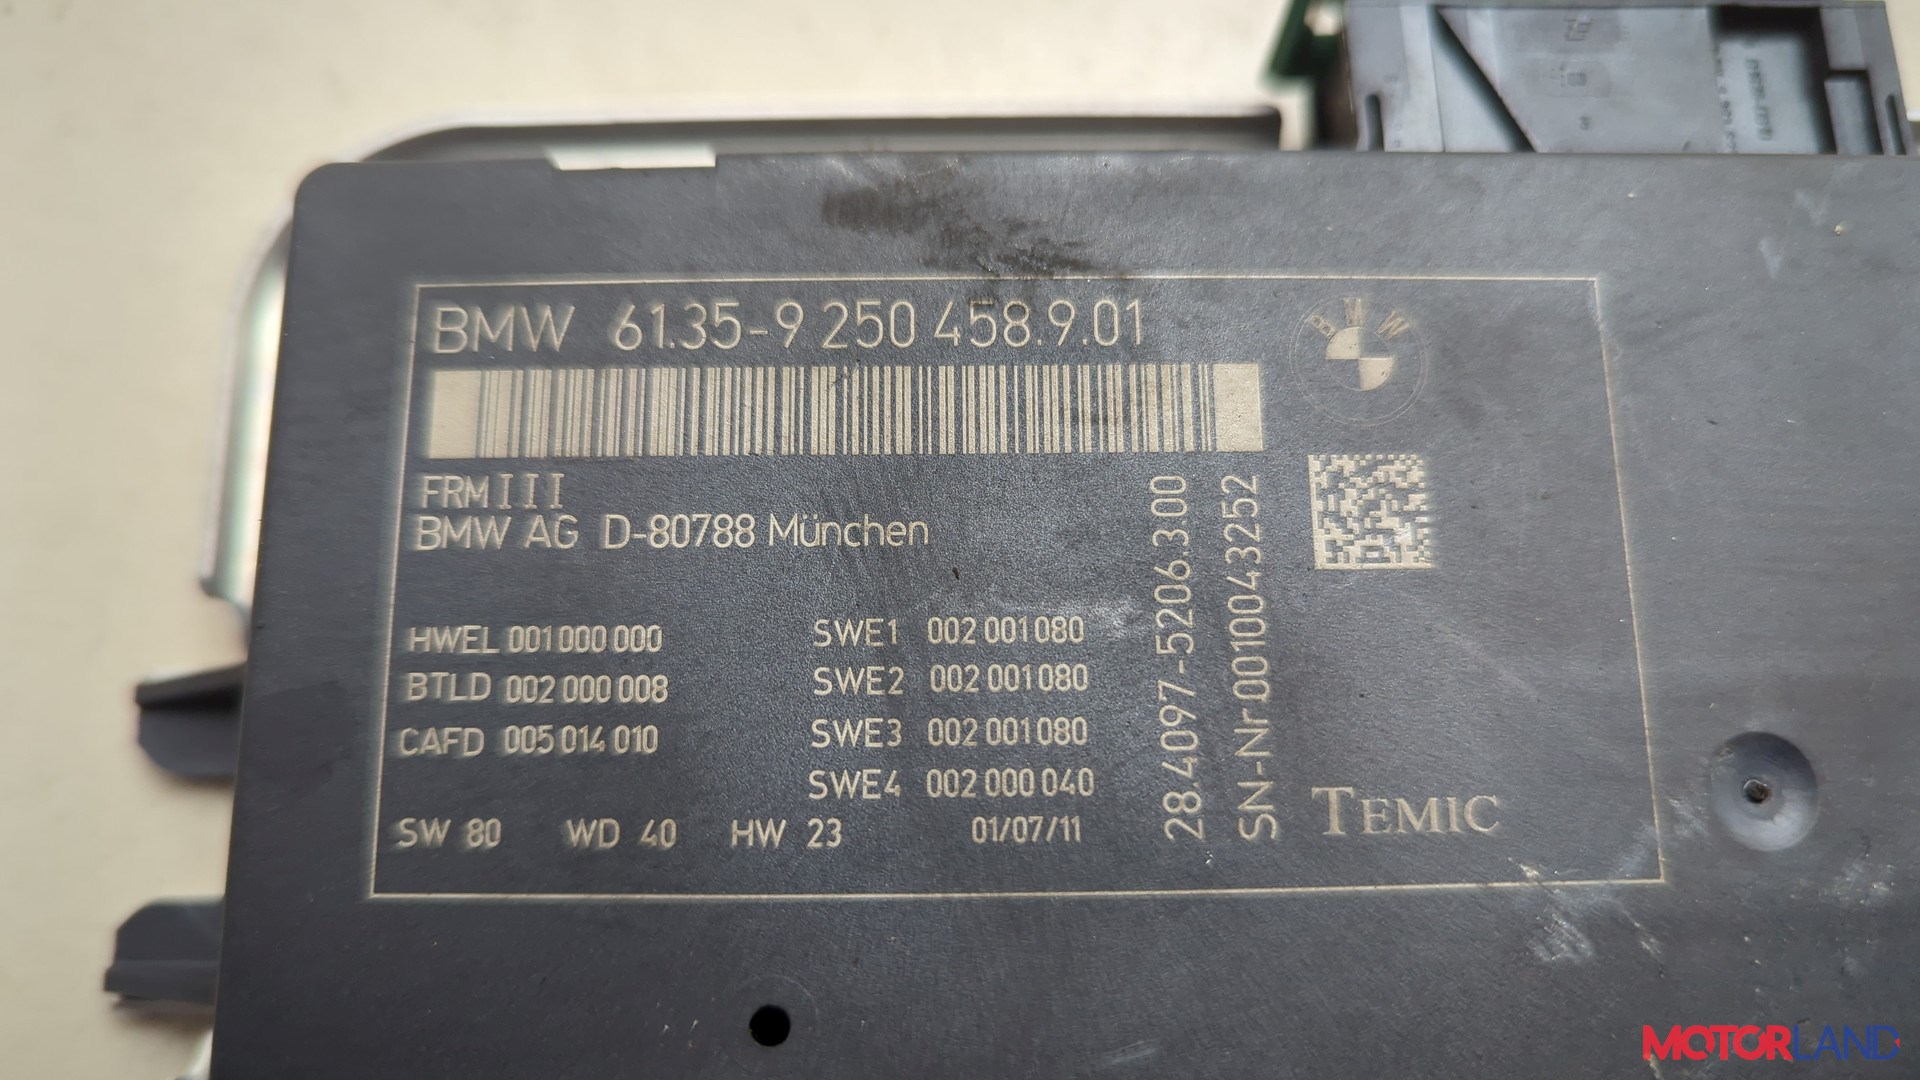 BMW 61.35-9 250 458.9.01
BMW
FRMIII
BMW AG D-80788 München
HWEL 001 000 000
BTLD 002 000 008
CAFD 005 014 010
SWE1 002 001 080
SWE2 002 001 080
SWE3 002 001 080
SWE4 002 000 040
SW 80 WD 40 HW 23 01/07/11
28.4097-5206.3.00
SN-Nr.0010043252
TEMIC
MOTORLAND